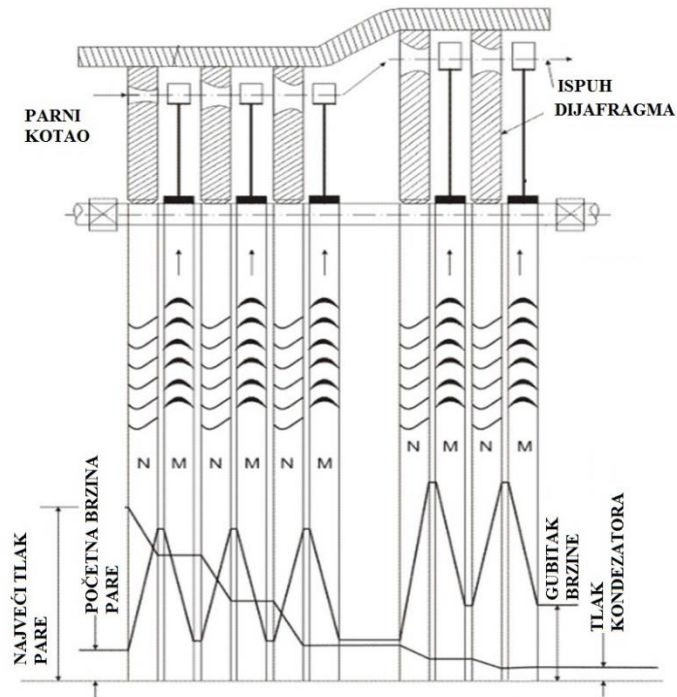 PARNI
KOTAO
ISPUH
DIJAFRAGMA
N M N M N M N M N M
NAJVEĆI TLAK
PARE
POČETNA BRZINA
PARE
GUBITAK
BRZINE
TLAK
KONDEZATORA